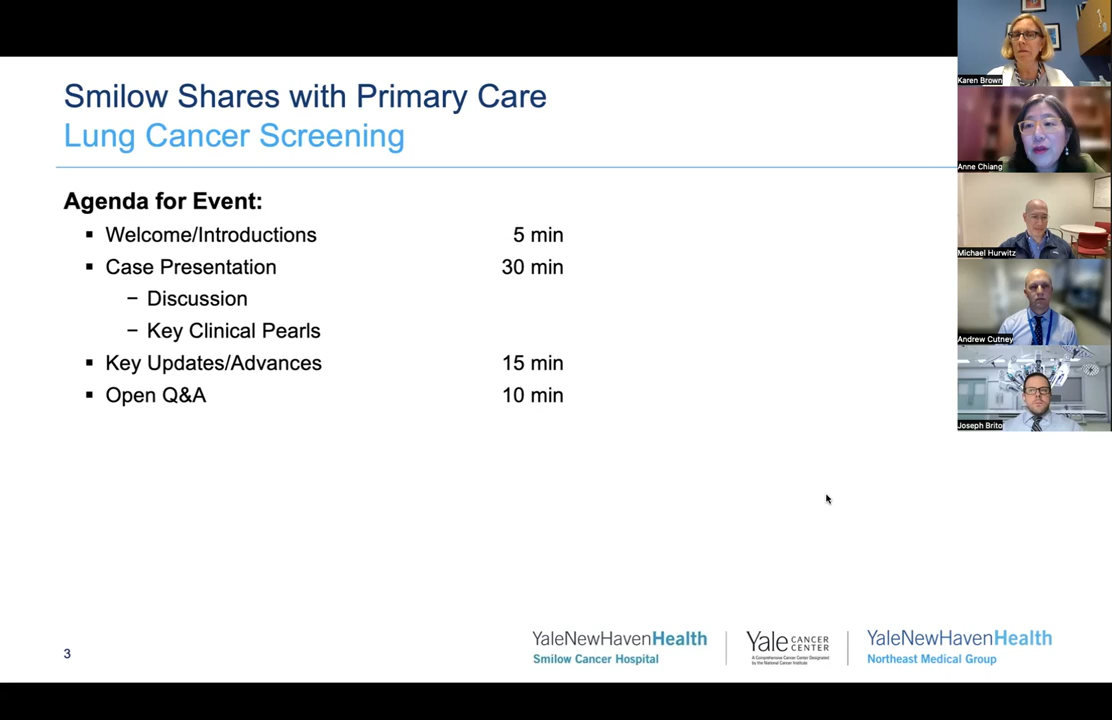 Smilow Shares with Primary Care
Lung Cancer Screening
Agenda for Event:
▪ Welcome/Introductions 5 min
▪ Case Presentation 30 min
− Discussion
− Key Clinical Pearls
▪ Key Updates/Advances 15 min
▪ Open Q&A 10 min
3
YaleNewHavenHealth
Smilow Cancer Hospital
Yale CANCER CENTER
A Comprehensive Cancer Center Designated
by the National Cancer Institute
YaleNewHavenHealth
Northeast Medical Group
Karen Brown
Anne Chiang
Michael Hurwitz
Andrew Cutney
Joseph Brito